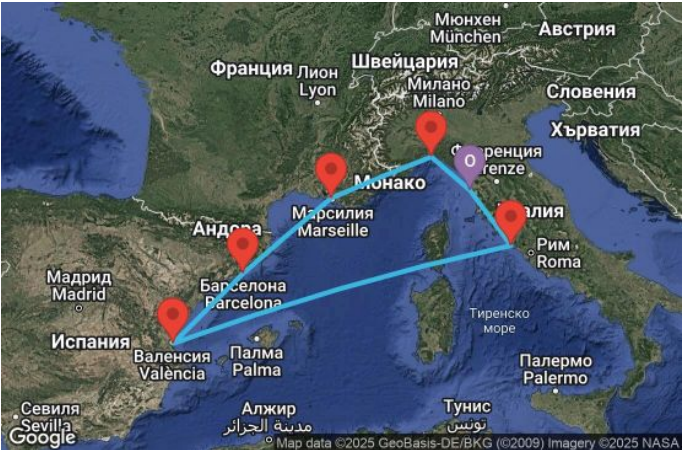 Мюнхен
München
Австрия
Швейцария
Франция
Лион
Lyon
Милано
Milano
Словения
Хърватия
О
Монако
Италия
Марсилия
Marseille
Андора
Рим
Roma
Мадрид
Madrid
Барселона
Barcelona
Тиренско
море
Испания
Валенсия
València
Палма
Palma
Палермо
Palermo
Севиля
Sevilla
Алжир
مدينة الجزائر
Тунис
تونس
Google
Map data ©2025 GeoBasis-DE/BKG (©2009) Imagery ©2025 NASA